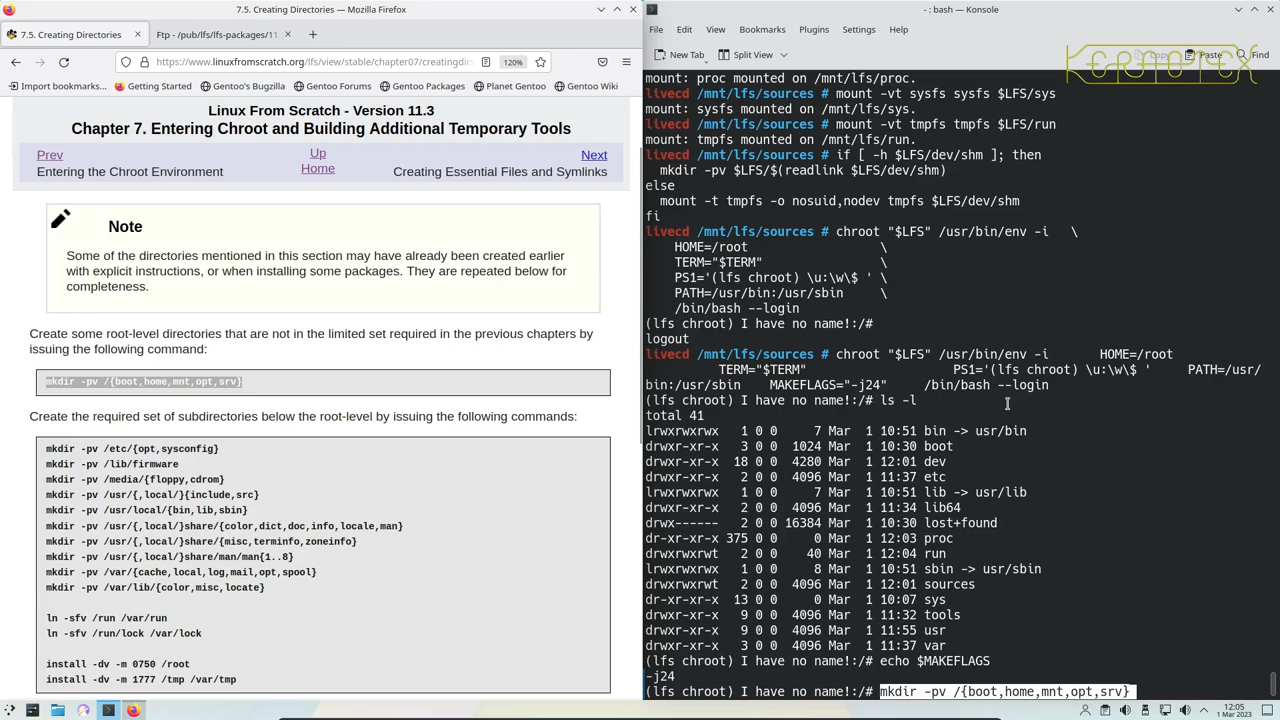 7.5. Creating Directories — Mozilla Firefox
7.5. Creating Directories
Ftp - /pub/lfs/lfs-packages/11.
https://www.linuxfromscratch.org/lfs/view/stable/chapter07/creating
120%
Import bookmarks...
Getting Started
Gentoo's Bugzilla
Gentoo Forums
Gentoo Packages
Planet Gentoo
Gentoo Wiki
Linux From Scratch - Version 11.3
Chapter 7. Entering Chroot and Building Additional Temporary Tools
Prev
Up
Next
Entering the Chroot Environment
Home
Creating Essential Files and Symlinks
Note
Some of the directories mentioned in this section may have already been created earlier
with explicit instructions, or when installing some packages. They are repeated below for
completeness.
Create some root-level directories that are not in the limited set required in the previous chapters by
issuing the following command:
mkdir -pv /{boot,home,mnt,opt,srv}
Create the required set of subdirectories below the root-level by issuing the following commands:
mkdir -pv /etc/{opt,sysconfig}
mkdir -pv /lib/firmware
mkdir -pv /media/{floppy,cdrom}
mkdir -pv /usr/{,local/}{include,src}
mkdir -pv /usr/local/{bin,lib,sbin}
mkdir -pv /usr/{,local/}share/{color,dict,doc,info,locale,man}
mkdir -pv /usr/{,local/}share/{misc,terminfo,zoneinfo}
mkdir -pv /usr/{,local/}share/man/man{1..8}
mkdir -pv /var/{cache,local,log,mail,opt,spool}
mkdir -pv /var/lib/{color,misc,locate}
ln -sfv /run /var/run
ln -sfv /run/lock /var/lock
install -dv -m 0750 /root
install -dv -m 1777 /tmp /var/tmp
- : bash — Konsole
File Edit View Bookmarks Plugins Settings Help
New Tab
Split View
Copy
Paste
Find
KERNOTEX
mount: proc mounted on /mnt/lfs/proc.
livecd /mnt/lfs/sources # mount -vt sysfs sysfs $LFS/sys
mount: sysfs mounted on /mnt/lfs/sys.
livecd /mnt/lfs/sources # mount -vt tmpfs tmpfs $LFS/run
mount: tmpfs mounted on /mnt/lfs/run.
livecd /mnt/lfs/sources # if [ -h $LFS/dev/shm ]; then
mkdir -pv $LFS/$(readlink $LFS/dev/shm)
else
mount -t tmpfs -o nosuid,nodev tmpfs $LFS/dev/shm
fi
livecd /mnt/lfs/sources # chroot "$LFS" /usr/bin/env -i \
HOME=/root \
TERM="$TERM" \
PS1='(lfs chroot) \u:\w\$ ' \
PATH=/usr/bin:/usr/sbin \
/bin/bash --login
(lfs chroot) I have no name!:/#
logout
livecd /mnt/lfs/sources # chroot "$LFS" /usr/bin/env -i HOME=/root
TERM="$TERM" PS1='(lfs chroot) \u:\w\$ ' PATH=/usr/
bin:/usr/sbin MAKEFLAGS="-j24" /bin/bash --login
(lfs chroot) I have no name!:/# ls -l
total 41
lrwxrwxrwx 1 0 0 7 Mar 1 10:51 bin -> usr/bin
drwxr-xr-x 3 0 0 1024 Mar 1 10:30 boot
drwxr-xr-x 18 0 0 4280 Mar 1 12:01 dev
drwxr-xr-x 2 0 0 4096 Mar 1 11:37 etc
lrwxrwxrwx 1 0 0 7 Mar 1 10:51 lib -> usr/lib
drwxr-xr-x 2 0 0 4096 Mar 1 11:34 lib64
drwx------ 2 0 0 16384 Mar 1 10:30 lost+found
dr-xr-xr-x 375 0 0 0 Mar 1 12:03 proc
drwxrwxrwt 2 0 0 40 Mar 1 12:04 run
lrwxrwxrwx 1 0 0 8 Mar 1 10:51 sbin -> usr/sbin
drwxrwxrwt 2 0 0 4096 Mar 1 12:01 sources
dr-xr-xr-x 13 0 0 0 Mar 1 10:07 sys
drwxr-xr-x 9 0 0 4096 Mar 1 11:32 tools
drwxr-xr-x 9 0 0 4096 Mar 1 11:55 usr
drwxr-xr-x 3 0 0 4096 Mar 1 11:37 var
(lfs chroot) I have no name!:/# echo $MAKEFLAGS
-j24
(lfs chroot) I have no name!:/# mkdir -pv /{boot,home,mnt,opt,srv}
12:05
1 Mar 2023